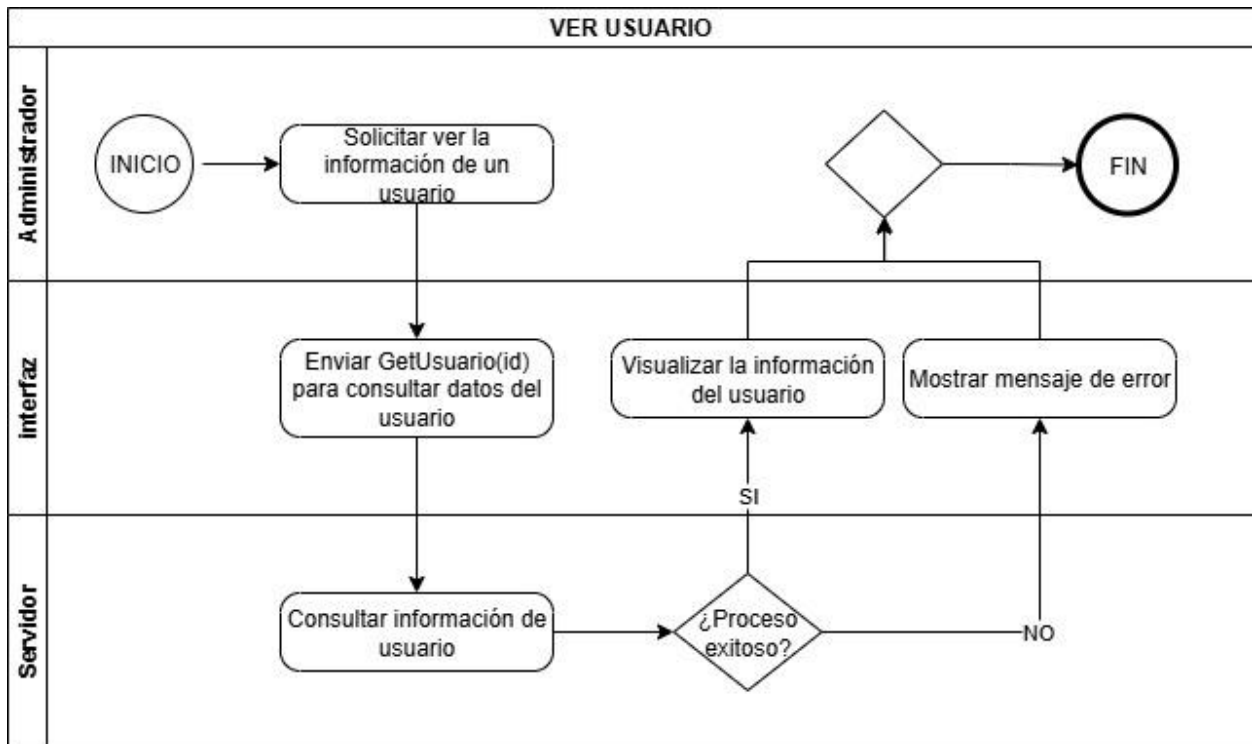 VER USUARIO
Administrador
INICIO
Solicitar ver la
información de un
usuario
FIN
interfaz
Enviar GetUsuario(id)
para consultar datos del
usuario
Visualizar la información
del usuario
Mostrar mensaje de error
SI
Servidor
Consultar información de
usuario
¿Proceso
exitoso?
NO